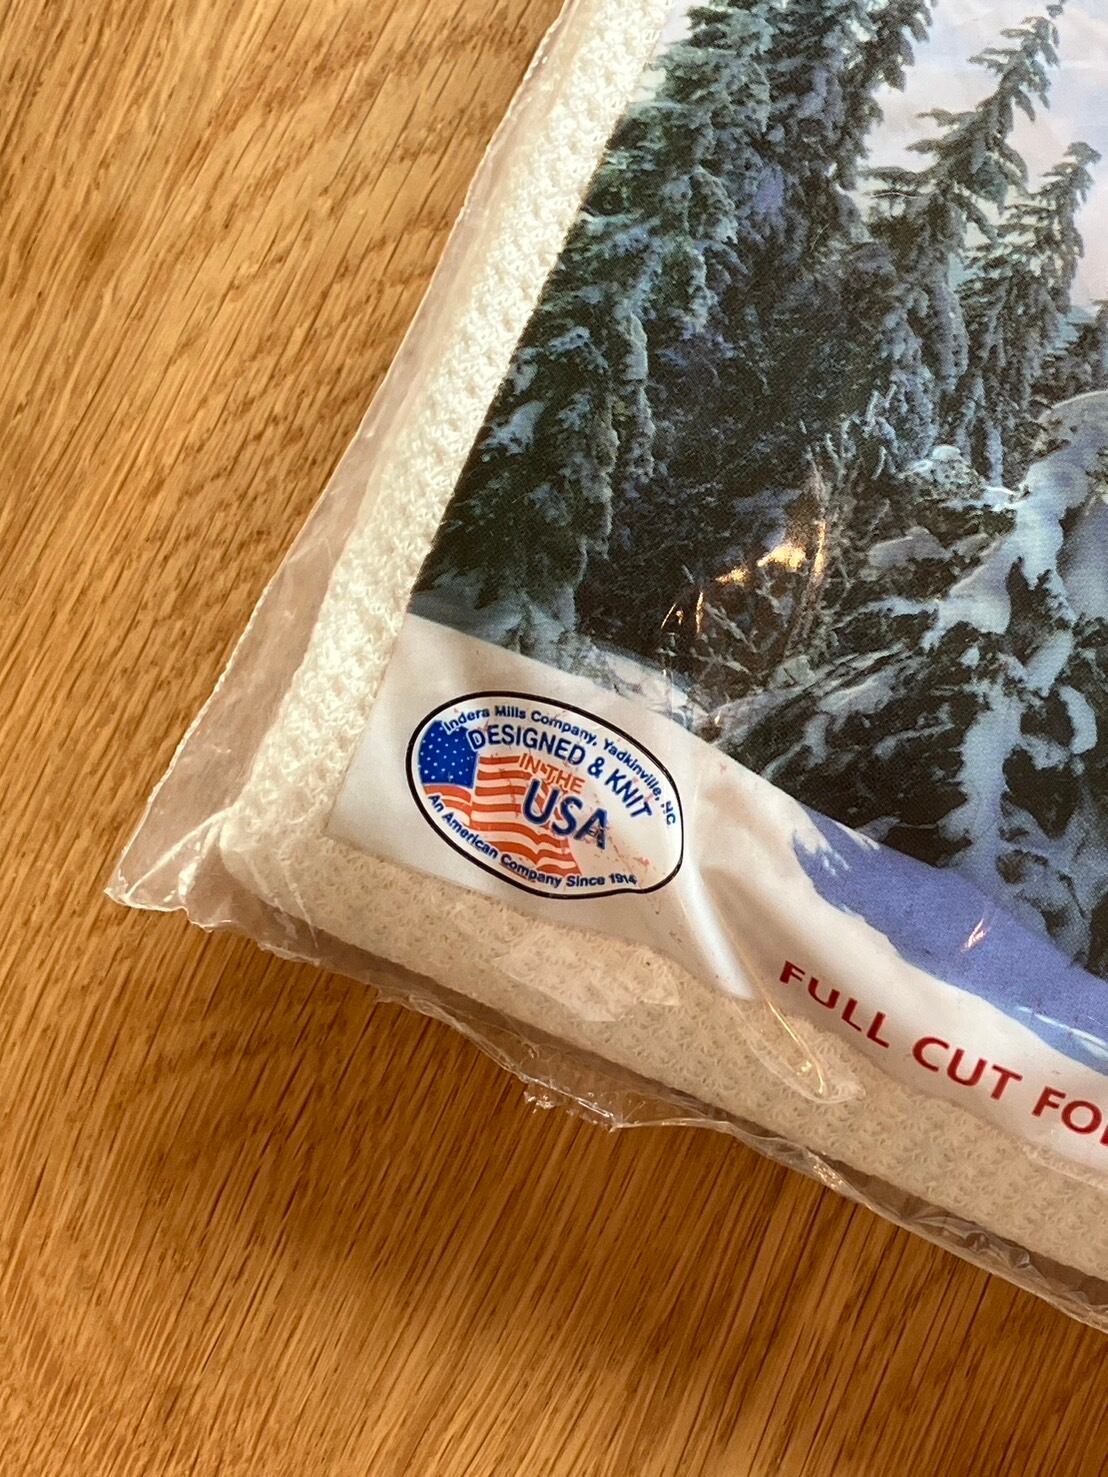 Indera Mills Company, Yadkinville, NC
DESIGNED & KNIT
IN THE
USA
An American Company Since 1914
FULL CUT FO